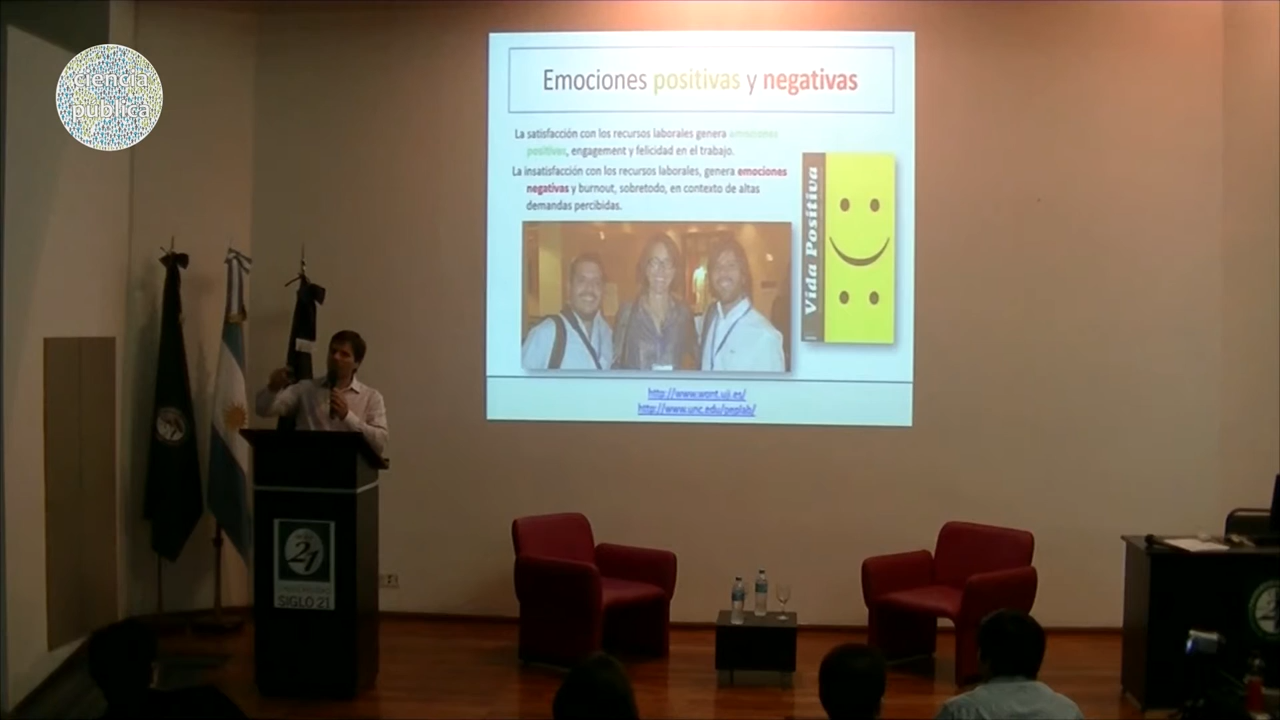 ciencia
pública
Emociones positivas y negativas
La satisfacción con los recursos laborales genera emociones
positivas, engagement y felicidad en el trabajo.
La insatisfacción con los recursos laborales, genera emociones
negativas y burnout, sobretodo, en contexto de altas
demandas percibidas.
Vida Positiva
http://www.wont.uji.es/
http://www.unc.edu/peplab/
21
UNIVERSIDAD
SIGLO 21